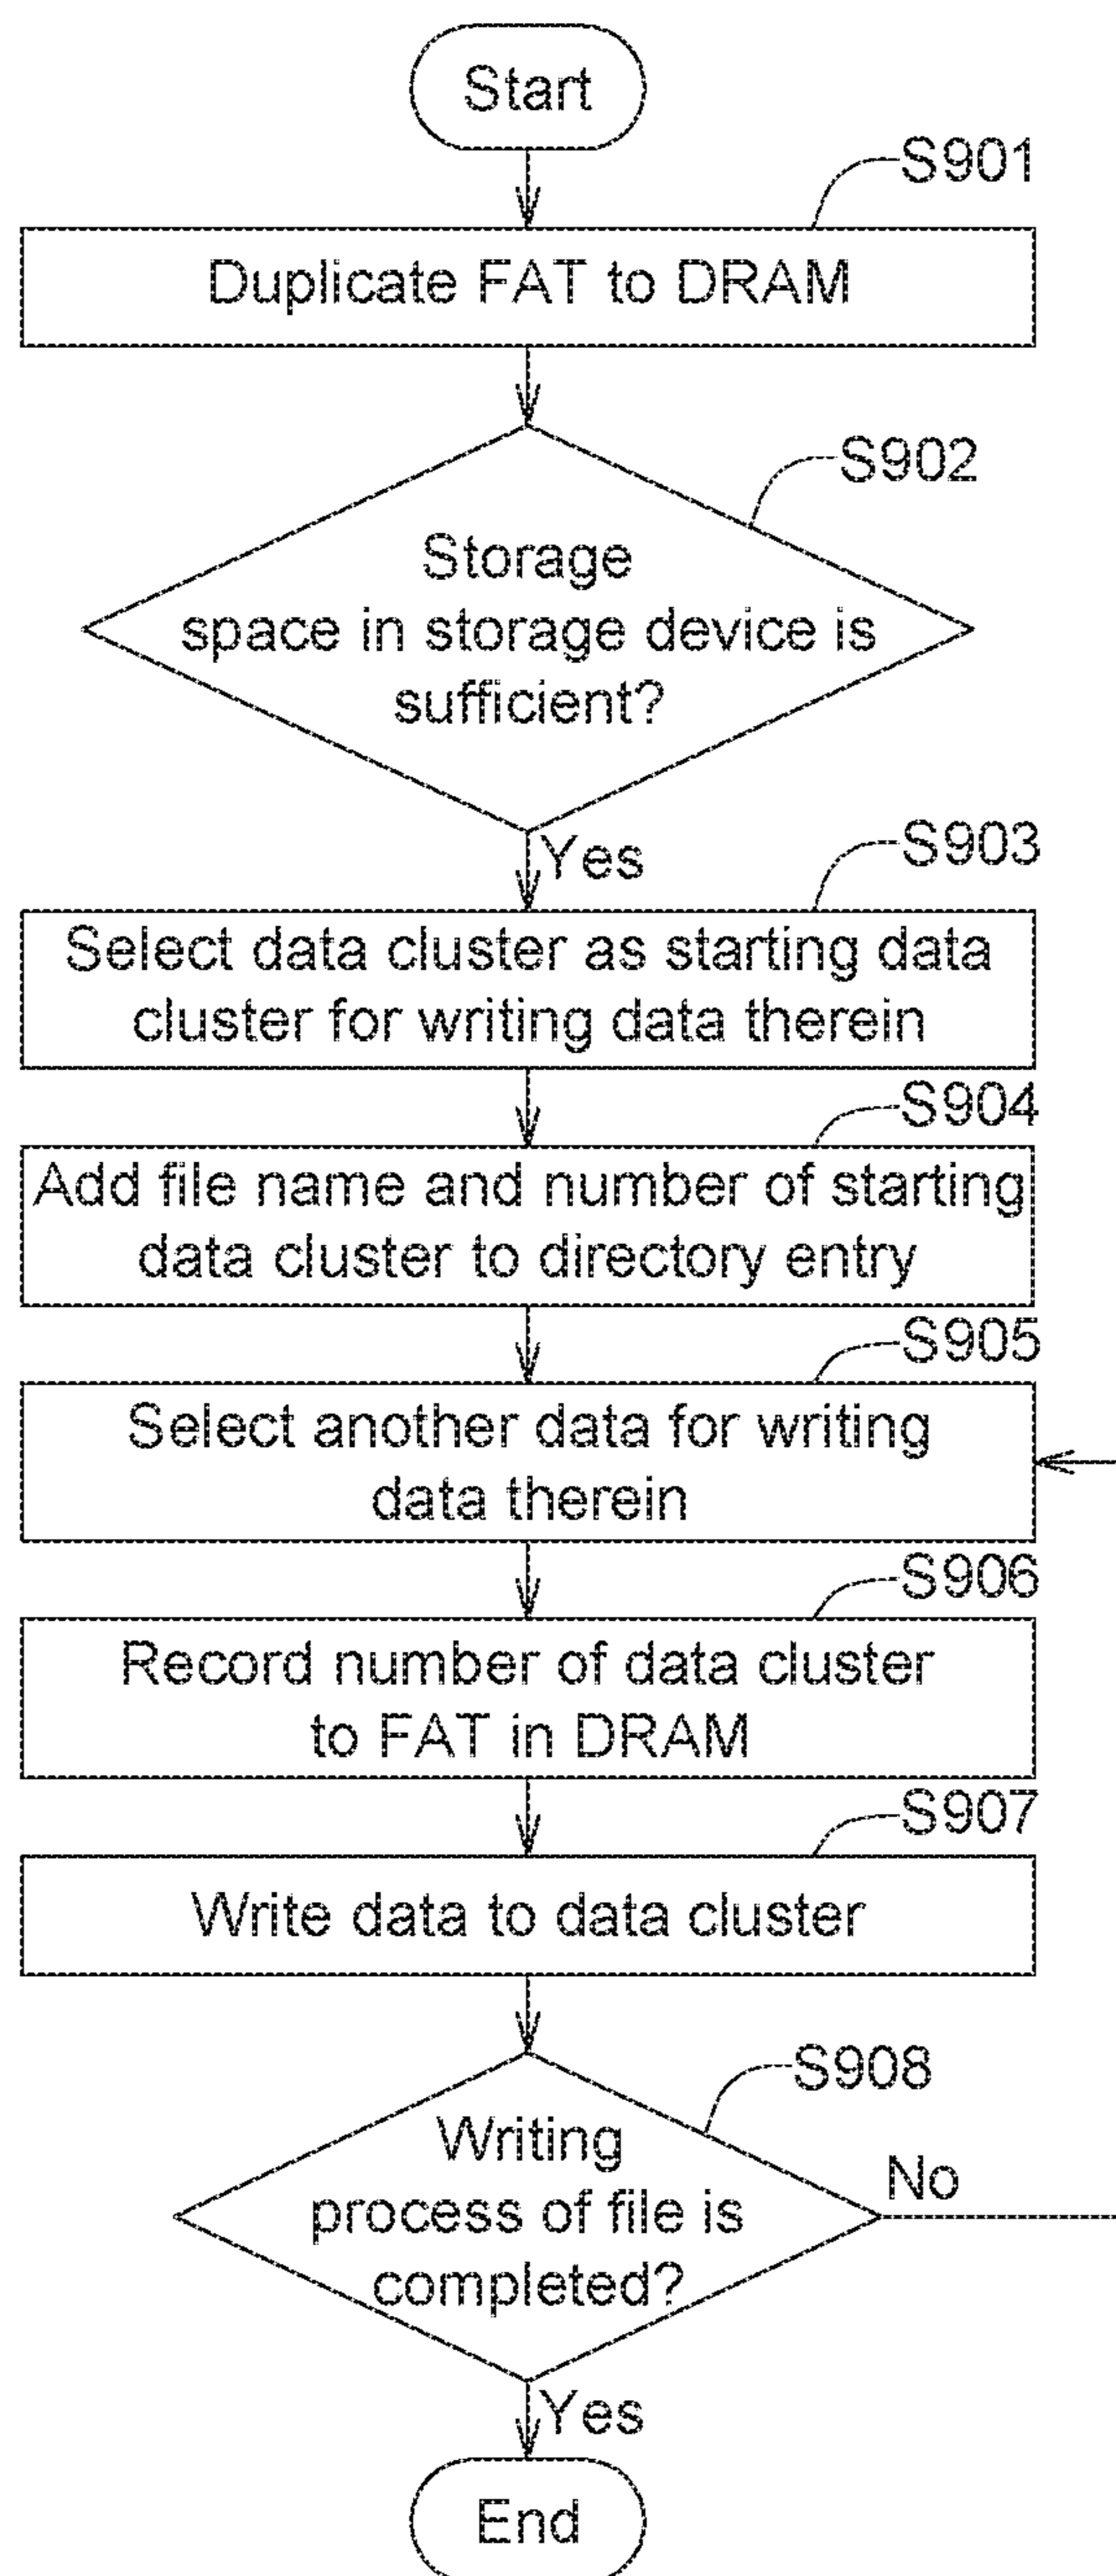 Start
S901
Duplicate FAT to DRAM
S902
Storage
space in storage device is
sufficient?
Yes
S903
Select data cluster as starting data
cluster for writing data therein
S904
Add file name and number of starting
data cluster to directory entry
S905
Select another data for writing
data therein
S906
Record number of data cluster
to FAT in DRAM
S907
Write data to data cluster
S908
Writing
process of file is
completed?
No
Yes
End